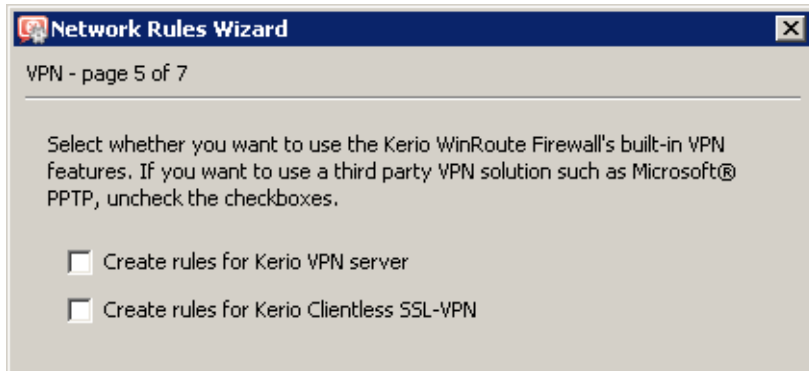 Network Rules Wizard
VPN - page 5 of 7
Select whether you want to use the Kerio WinRoute Firewall's built-in VPN
features. If you want to use a third party VPN solution such as Microsoft®
PPTP, uncheck the checkboxes.
Create rules for Kerio VPN server
Create rules for Kerio Clientless SSL-VPN